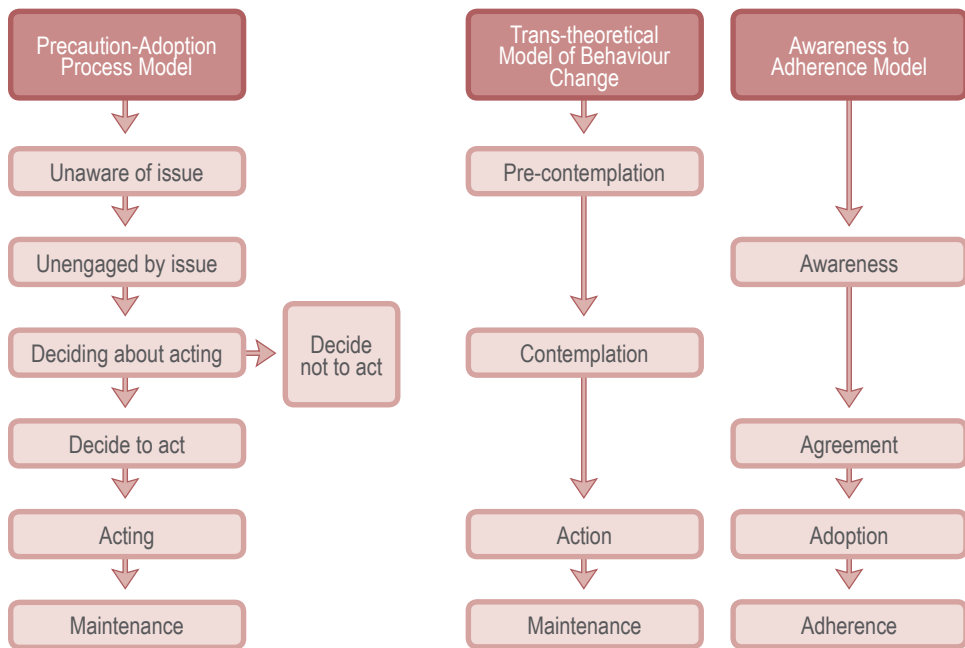 Precaution-Adoption
Process Model
Unaware of issue
Unengaged by issue
Deciding about acting
Decide
not to act
Decide to act
Acting
Maintenance
Trans-theoretical
Model of Behaviour
Change
Pre-contemplation
Contemplation
Action
Maintenance
Awareness to
Adherence Model
Awareness
Agreement
Adoption
Adherence